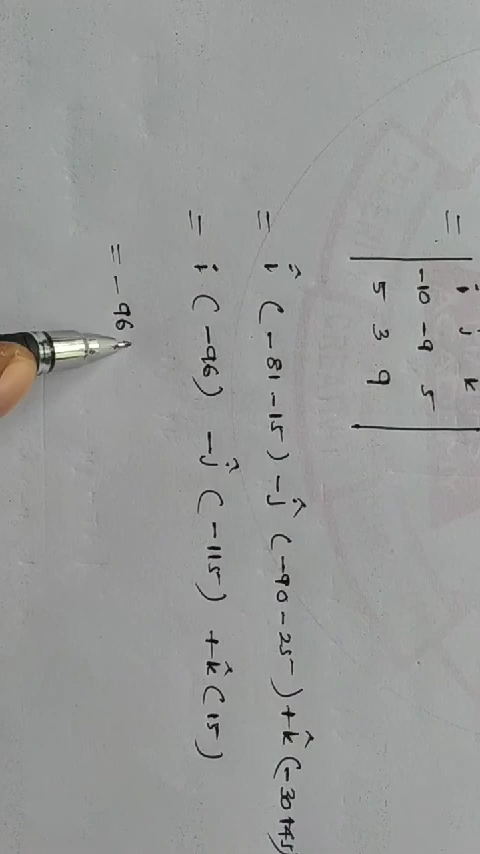 = | i j k |
| -10 -9 5 |
| 5 3 9 |
= î (-81-15) -ĵ (-90-25) + k̂ (-30+45)
= î (-96) -ĵ (-115) + k̂ (15)
= -96